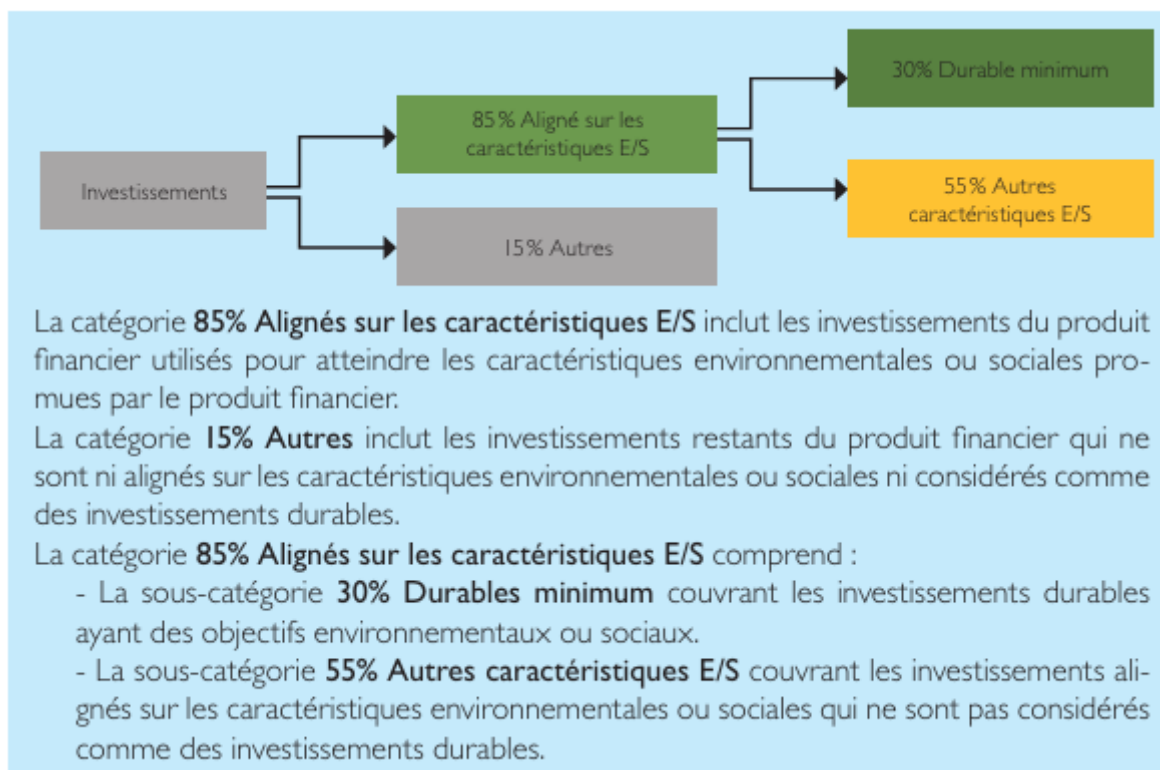 30% Durable minimum
85% Aligné sur les
caractéristiques E/S
Investissements
55% Autres
caractéristiques E/S
15% Autres
La catégorie 85% Alignés sur les caractéristiques E/S inclut les investissements du produit
financier utilisés pour atteindre les caractéristiques environnementales ou sociales pro-
mues par le produit financier.
La catégorie 15% Autres inclut les investissements restants du produit financier qui ne
sont ni alignés sur les caractéristiques environnementales ou sociales ni considérés comme
des investissements durables.
La catégorie 85% Alignés sur les caractéristiques E/S comprend :
- La sous-catégorie 30% Durables minimum couvrant les investissements durables
ayant des objectifs environnementaux ou sociaux.
- La sous-catégorie 55% Autres caractéristiques E/S couvrant les investissements ali-
gnés sur les caractéristiques environnementales ou sociales qui ne sont pas considérés
comme des investissements durables.